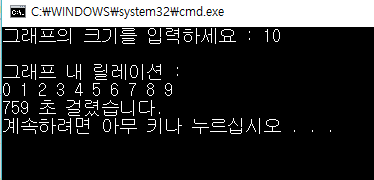 C:₩WINDOWS₩system32₩cmd.exe
그래프의 크기를 입력하세요 : 10
그래프 내 릴레이션 :
0 1 2 3 4 5 6 7 8 9
759 초 걸렸습니다.
계속하려면 아무 키나 누르십시오 . . .